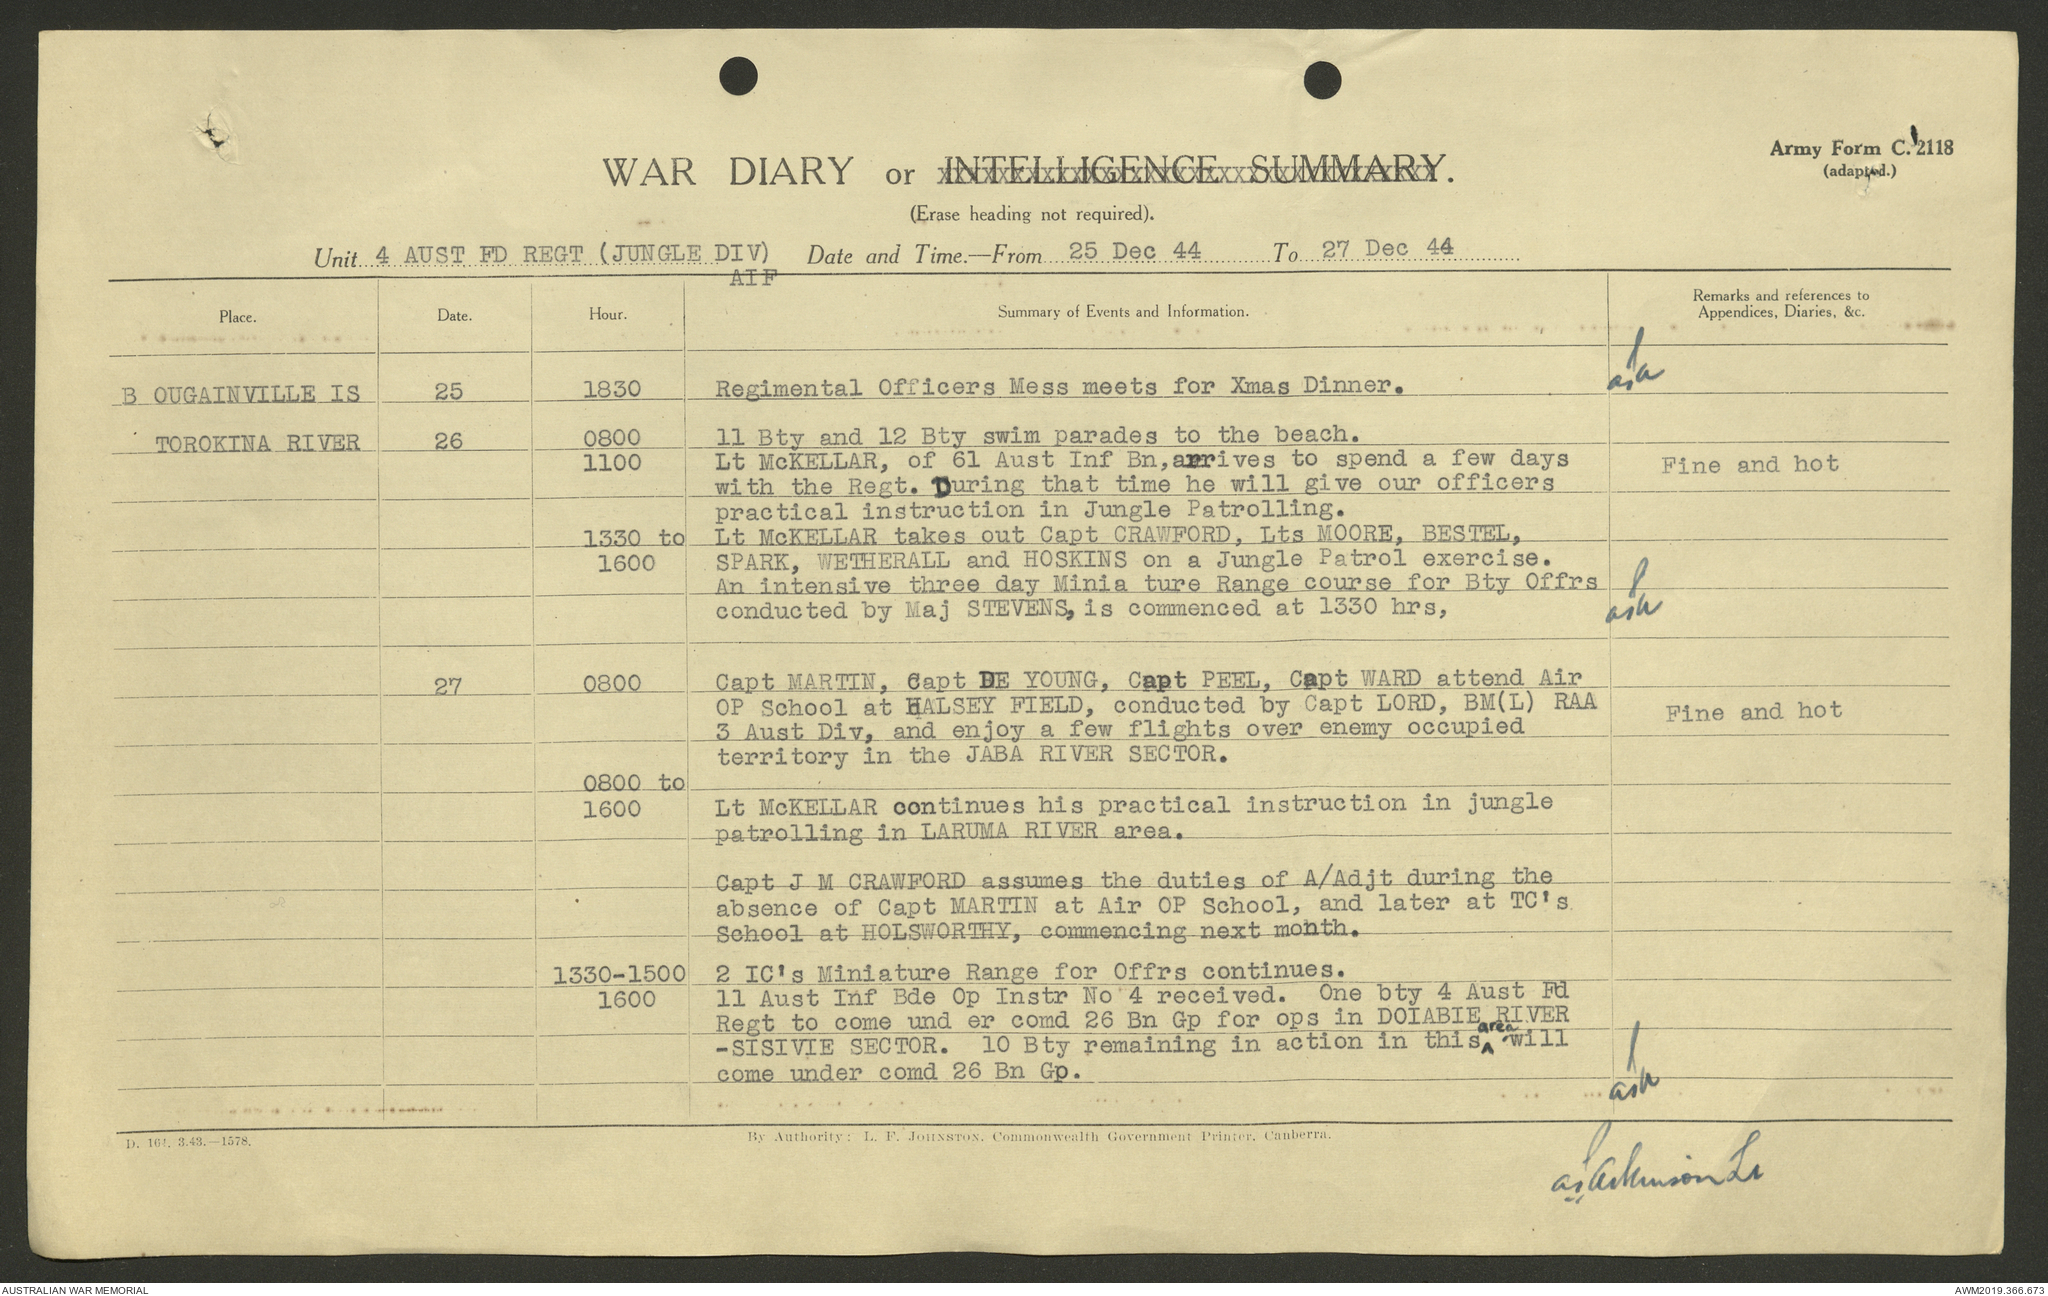 WAR DIARY or INTELLIGENCE SUMMARY.
Army Form C. 2118
(adapted.)
(Erase heading not required).
Unit 4 AUST FD REGT (JUNGLE DIV) Date and Time.—From 25 Dec 44 To 27 Dec 44
AIF
Place. Date. Hour. Summary of Events and Information. Remarks and references to
Appendices, Diaries, &c.
B OUGAINVILLE IS 25 1830 Regimental Officers Mess meets for Xmas Dinner.
TOROKINA RIVER 26 0800 11 Bty and 12 Bty swim parades to the beach.
1100 Lt McKELLAR, of 61 Aust Inf Bn,arrives to spend a few days Fine and hot
with the Regt. During that time he will give our officers
practical instruction in Jungle Patrolling.
1330 to Lt McKELLAR takes out Capt CRAWFORD, Lts MOORE, BESTEL,
1600 SPARK, WETHERALL and HOSKINS on a Jungle Patrol exercise.
An intensive three day Minia ture Range course for Bty Offrs
conducted by Maj STEVENS, is commenced at 1330 hrs,
27 0800 Capt MARTIN, Capt DE YOUNG, Capt PEEL, Capt WARD attend Air
OP School at HALSEY FIELD, conducted by Capt LORD, BM(L) RAA Fine and hot
3 Aust Div, and enjoy a few flights over enemy occupied
territory in the JABA RIVER SECTOR.
0800 to
1600 Lt McKELLAR continues his practical instruction in jungle
patrolling in LARUMA RIVER area.
Capt J M CRAWFORD assumes the duties of A/Adjt during the
absence of Capt MARTIN at Air OP School, and later at TC's
School at HOLSWORTHY, commencing next month.
1330-1500 2 IC's Miniature Range for Offrs continues.
1600 11 Aust Inf Bde Op Instr No 4 received. One bty 4 Aust Fd
Regt to come und er comd 26 Bn Gp for ops in DOIABIE RIVER
-SISIVIE SECTOR. 10 Bty remaining in action in this area will
come under comd 26 Bn Gp.
D. 164. 3.43.—1578. By Authority: L. F. JOHNSTON, Commonwealth Government Printer, Canberra.
AUSTRALIAN WAR MEMORIAL AWM2019.366.673